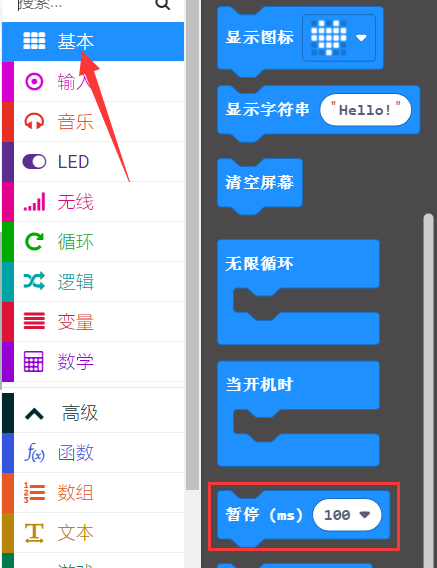 搜索...
基本
输入
音乐
LED
无线
循环
逻辑
变量
数学
高级
f(x) 函数
数组
文本
游戏
显示图标
显示字符串 "Hello!"
清空屏幕
无限循环
当开机时
暂停 (ms) 100